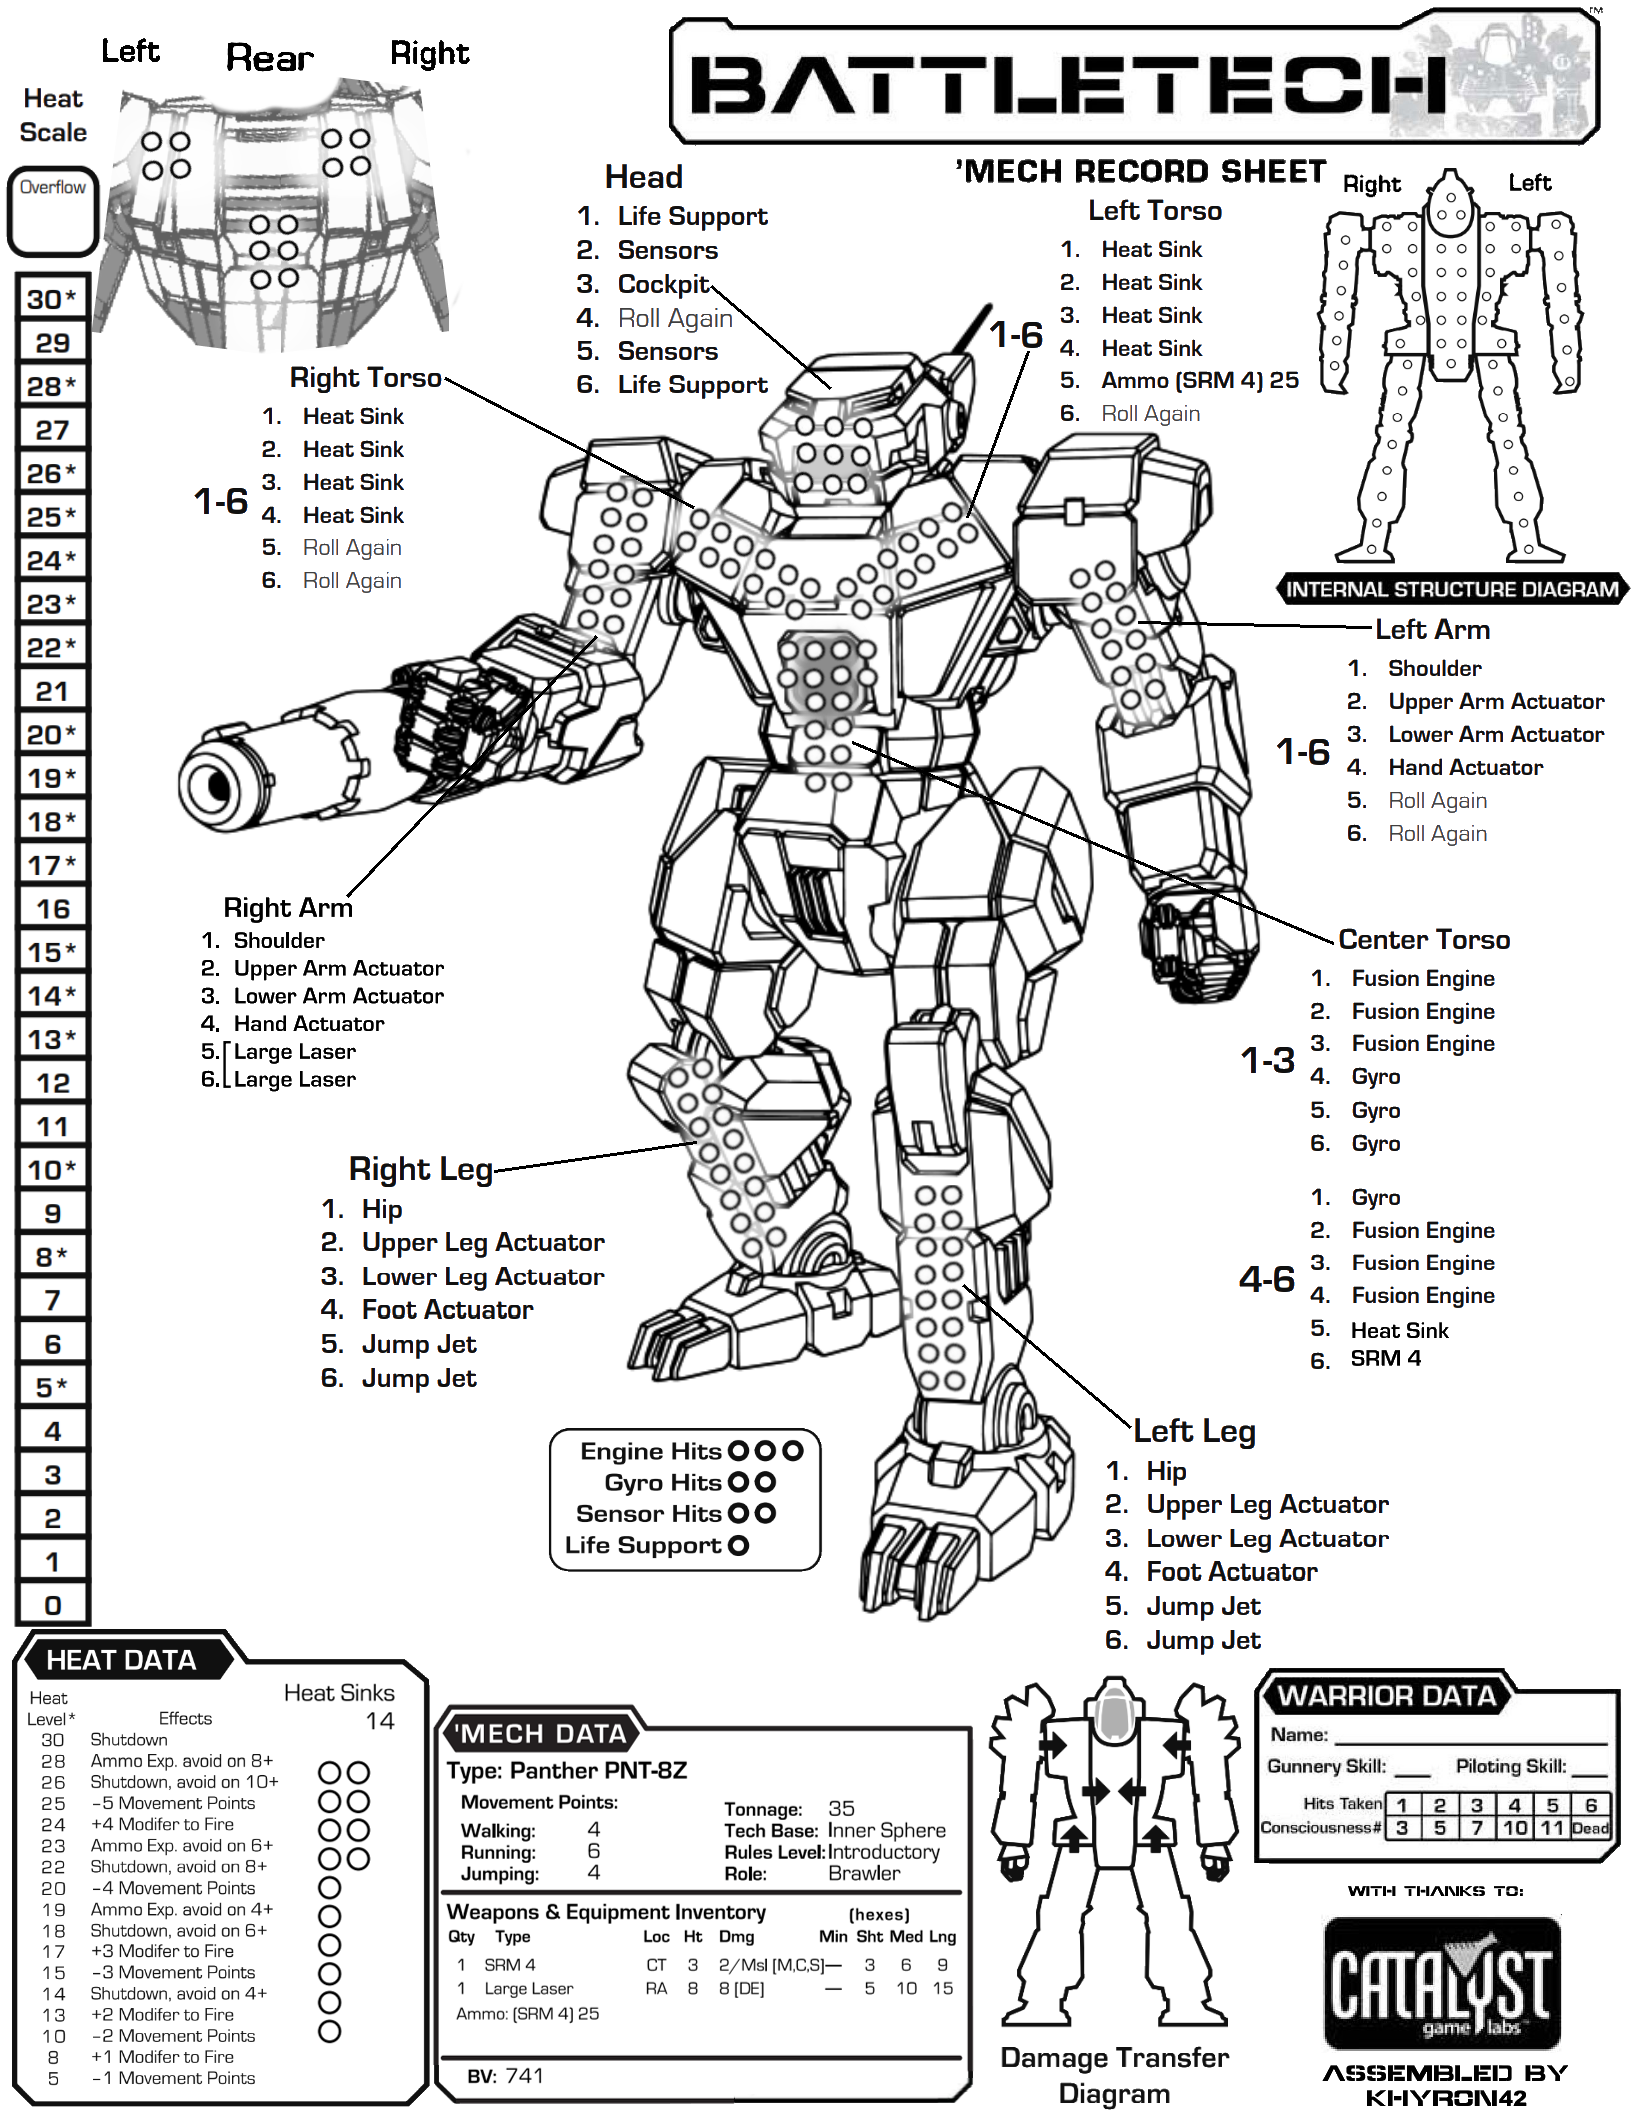 Left Rear Right
BATTLETECH
TM
'MECH RECORD SHEET
Heat
Scale
Overflow
30*
29
28*
27
26*
25*
24*
23*
22*
21
20*
19*
18*
17*
16
15*
14*
13*
12
11
10*
9
8*
7
6
5*
4
3
2
1
0
Head
1. Life Support
2. Sensors
3. Cockpit
4. Roll Again
5. Sensors
6. Life Support
Left Torso
1-6
1. Heat Sink
2. Heat Sink
3. Heat Sink
4. Heat Sink
5. Ammo (SRM 4) 25
6. Roll Again
Right Left
INTERNAL STRUCTURE DIAGRAM
Right Torso
1-6
1. Heat Sink
2. Heat Sink
3. Heat Sink
4. Heat Sink
5. Roll Again
6. Roll Again
Left Arm
1-6
1. Shoulder
2. Upper Arm Actuator
3. Lower Arm Actuator
4. Hand Actuator
5. Roll Again
6. Roll Again
Right Arm
1. Shoulder
2. Upper Arm Actuator
3. Lower Arm Actuator
4. Hand Actuator
5. Large Laser
6. Large Laser
Center Torso
1-3
1. Fusion Engine
2. Fusion Engine
3. Fusion Engine
4. Gyro
5. Gyro
6. Gyro
4-6
1. Gyro
2. Fusion Engine
3. Fusion Engine
4. Fusion Engine
5. Heat Sink
6. SRM 4
Right Leg
1. Hip
2. Upper Leg Actuator
3. Lower Leg Actuator
4. Foot Actuator
5. Jump Jet
6. Jump Jet
Left Leg
1. Hip
2. Upper Leg Actuator
3. Lower Leg Actuator
4. Foot Actuator
5. Jump Jet
6. Jump Jet
Engine Hits
Gyro Hits
Sensor Hits
Life Support
HEAT DATA
Heat Sinks
14
Heat
Level* Effects
30 Shutdown
28 Ammo Exp. avoid on 8+
26 Shutdown, avoid on 10+
25 -5 Movement Points
24 +4 Modifer to Fire
23 Ammo Exp. avoid on 6+
22 Shutdown, avoid on 8+
20 -4 Movement Points
19 Ammo Exp. avoid on 4+
18 Shutdown, avoid on 6+
17 +3 Modifer to Fire
15 -3 Movement Points
14 Shutdown, avoid on 4+
13 +2 Modifer to Fire
10 -2 Movement Points
8 +1 Modifer to Fire
5 -1 Movement Points
'MECH DATA
Type: Panther PNT-8Z
Movement Points:
Walking: 4
Running: 6
Jumping: 4
Tonnage: 35
Tech Base: Inner Sphere
Rules Level: Introductory
Role: Brawler
Weapons & Equipment Inventory (hexes)
Qty Type Loc Ht Dmg Min Sht Med Lng
1 SRM 4 CT 3 2/Msl [M,C,S] — 3 6 9
1 Large Laser RA 8 8 [DE] — 5 10 15
Ammo: (SRM 4) 25
BV: 741
Damage Transfer
Diagram
WARRIOR DATA
Name:
Gunnery Skill: Piloting Skill:
Hits Taken 1 2 3 4 5 6
Consciousness# 3 5 7 10 11 Dead
WITH THANKS TO:
CATALYST
game labs
ASSEMBLED BY
KHYRON42